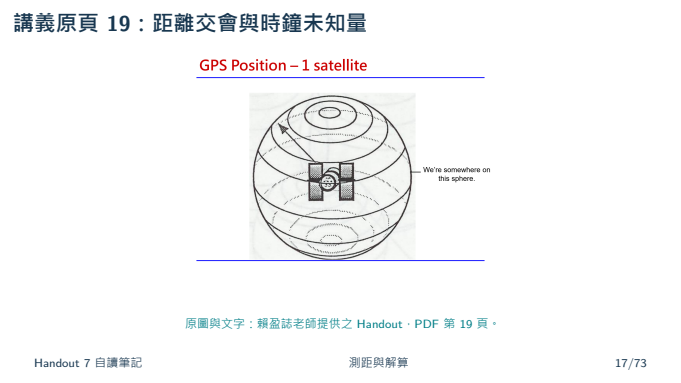 講義原頁 19：距離交會與時鐘未知量
GPS Position – 1 satellite
We're somewhere on
this sphere.
原圖與文字：賴盈誌老師提供之 Handout，PDF 第 19 頁。
Handout 7 自讀筆記
測距與解算
17/73